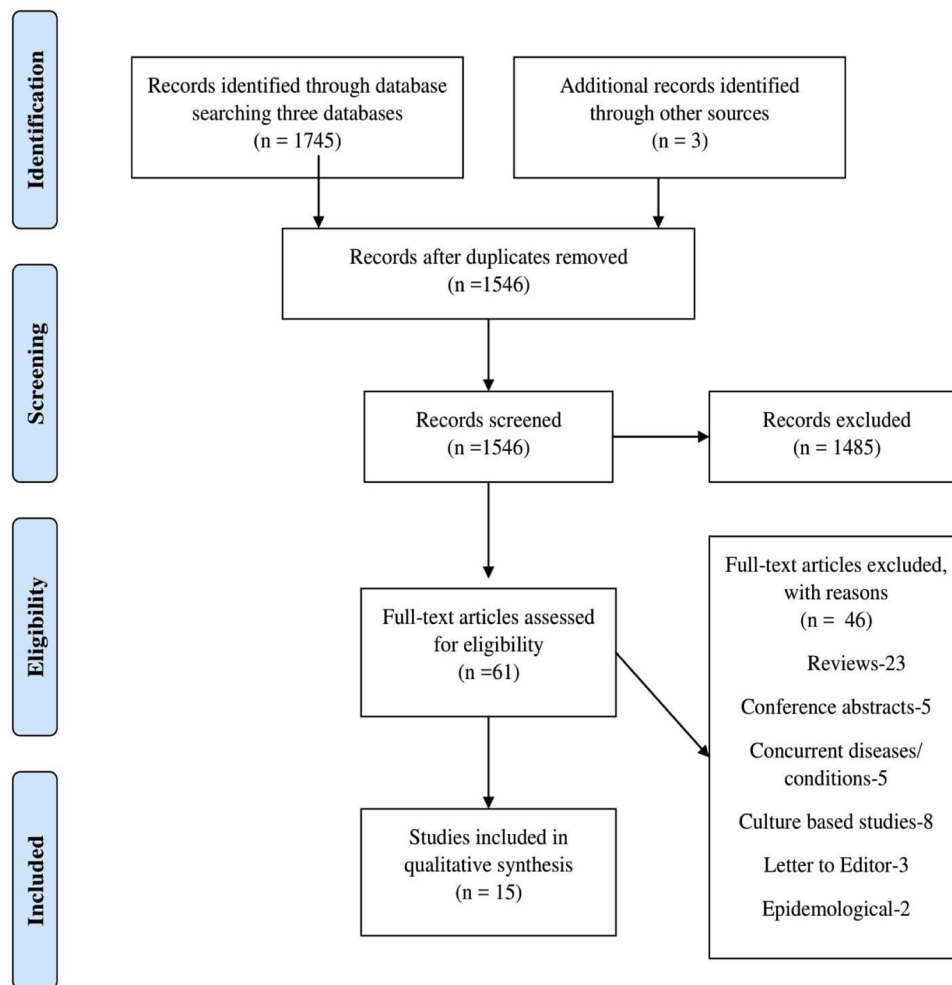 Identification
Records identified through database
searching three databases
(n = 1745)
Additional records identified
through other sources
(n = 3)
Records after duplicates removed
(n =1546)
Screening
Records screened
(n =1546)
Records excluded
(n = 1485)
Eligibility
Full-text articles assessed
for eligibility
(n =61)
Full-text articles excluded,
with reasons
(n =  46)
Reviews-23
Conference abstracts-5
Concurrent diseases/
conditions-5
Culture based studies-8
Letter to Editor-3
Epidemological-2
Included
Studies included in
qualitative synthesis
(n = 15)